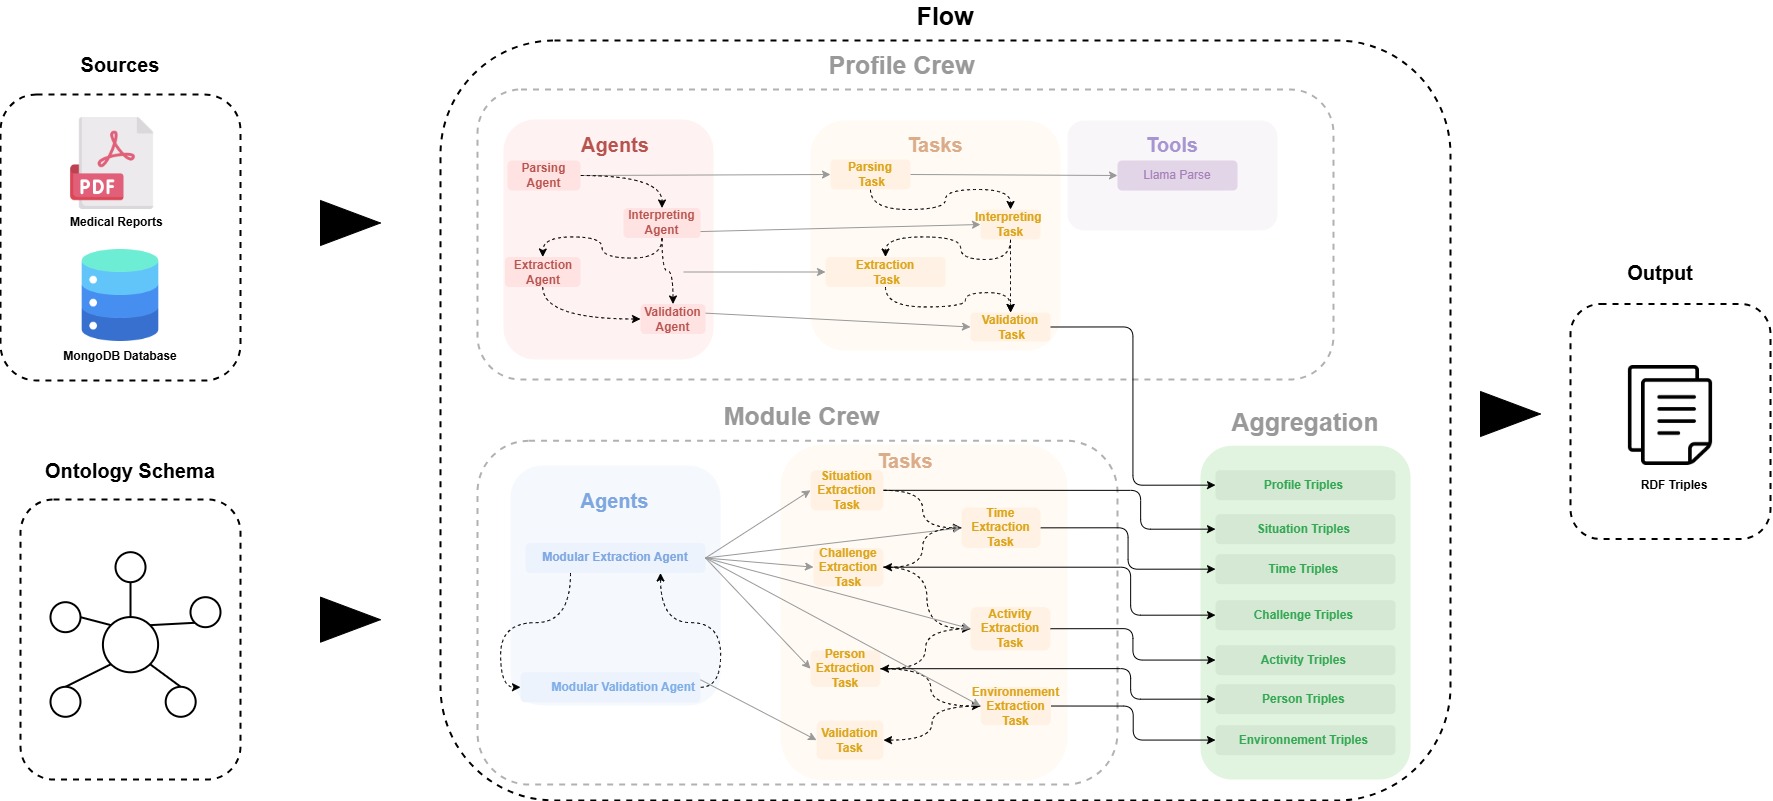 Flow
Sources
PDF
Medical Reports
MongoDB Database
Ontology Schema
Profile Crew
Agents
Parsing
Agent
Interpreting
Agent
Extraction
Agent
Validation
Agent
Tasks
Parsing
Task
Interpreting
Task
Extraction
Task
Validation
Task
Tools
Llama Parse
Module Crew
Agents
Modular Extraction Agent
Modular Validation Agent
Tasks
Situation
Extraction
Task
Time
Extraction
Task
Challenge
Extraction
Task
Activity
Extraction
Task
Person
Extraction
Task
Environnement
Extraction
Task
Validation
Task
Aggregation
Profile Triples
Situation Triples
Time Triples
Challenge Triples
Activity Triples
Person Triples
Environnement Triples
Output
RDF Triples